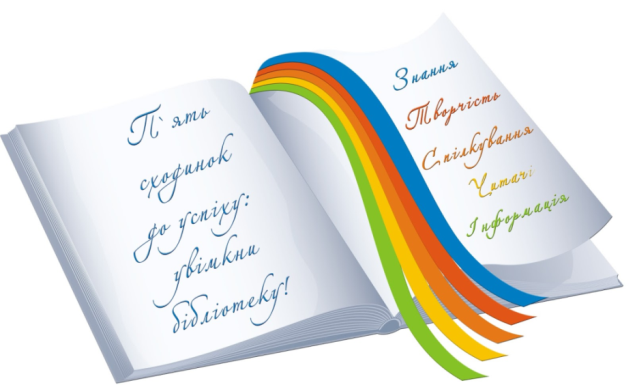 П`ять
сходинок
до успіху:
увімкни
бібліотеку!
Знання
Творчість
Спілкування
Читачі
Інформація